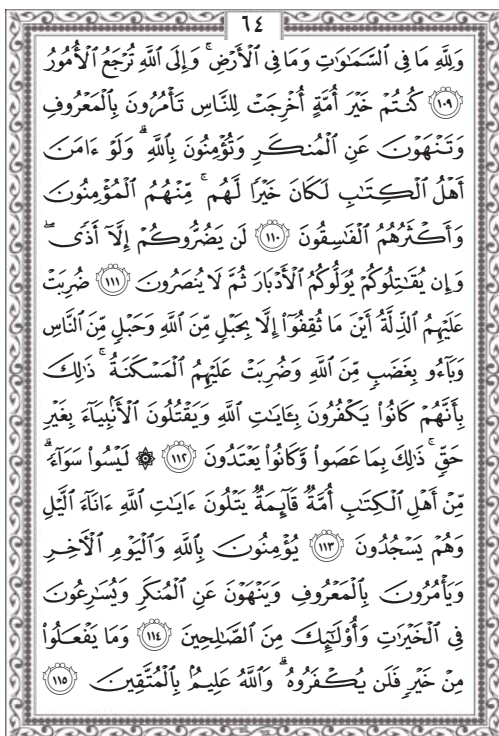 ٦٤
وَلِلَّهِ مَا فِى ٱلسَّمَـٰوَٰتِ وَمَا فِى ٱلْأَرْضِ ۚ وَإِلَى ٱللَّهِ تُرْجَعُ ٱلْأُمُورُ
١٠٩ كُنتُمْ خَيْرَ أُمَّةٍ أُخْرِجَتْ لِلنَّاسِ تَأْمُرُونَ بِٱلْمَعْرُوفِ
وَتَنْهَوْنَ عَنِ ٱلْمُنكَرِ وَتُؤْمِنُونَ بِٱللَّهِ ۗ وَلَوْ ءَامَنَ
أَهْلُ ٱلْكِتَـٰبِ لَكَانَ خَيْرًا لَّهُم ۚ مِّنْهُمُ ٱلْمُؤْمِنُونَ
وَأَكْثَرُهُمُ ٱلْفَـٰسِقُونَ ١١٠ لَن يَضُرُّوكُمْ إِلَّآ أَذًى ۖ
وَإِن يُقَـٰتِلُوكُمْ يُوَلُّوكُمُ ٱلْأَدْبَارَ ثُمَّ لَا يُنصَرُونَ ١١١ ضُرِبَتْ
عَلَيْهِمُ ٱلذِّلَّةُ أَيْنَ مَا ثُقِفُوٓا۟ إِلَّا بِحَبْلٍ مِّنَ ٱللَّهِ وَحَبْلٍ مِّنَ ٱلنَّاسِ
وَبَآءُو بِغَضَبٍ مِّنَ ٱللَّهِ وَضُرِبَتْ عَلَيْهِمُ ٱلْمَسْكَنَةُ ۚ ذَٰلِكَ
بِأَنَّهُمْ كَانُوا۟ يَكْفُرُونَ بِـَٔايَـٰتِ ٱللَّهِ وَيَقْتُلُونَ ٱلْأَنۢبِيَآءَ بِغَيْرِ
حَقٍّ ۚ ذَٰلِكَ بِمَا عَصَوا۟ وَّكَانُوا۟ يَعْتَدُونَ ١١٢ ۞ لَيْسُوا۟ سَوَآءً ۗ
مِّنْ أَهْلِ ٱلْكِتَـٰبِ أُمَّةٌ قَآئِمَةٌ يَتْلُونَ ءَايَـٰتِ ٱللَّهِ ءَانَآءَ ٱلَّيْلِ
وَهُمْ يَسْجُدُونَ ١١٣ يُؤْمِنُونَ بِٱللَّهِ وَٱلْيَوْمِ ٱلْـَٔاخِرِ
وَيَأْمُرُونَ بِٱلْمَعْرُوفِ وَيَنْهَوْنَ عَنِ ٱلْمُنكَرِ وَيُسَـٰرِعُونَ
فِى ٱلْخَيْرَٰتِ وَأُو۟لَـٰٓئِكَ مِنَ ٱلصَّـٰلِحِينَ ١١٤ وَمَا يَفْعَلُوا۟
مِنْ خَيْرٍ فَلَن يُكْفَرُوهُ ۗ وَٱللَّهُ عَلِيمٌۢ بِٱلْمُتَّقِينَ ١١٥